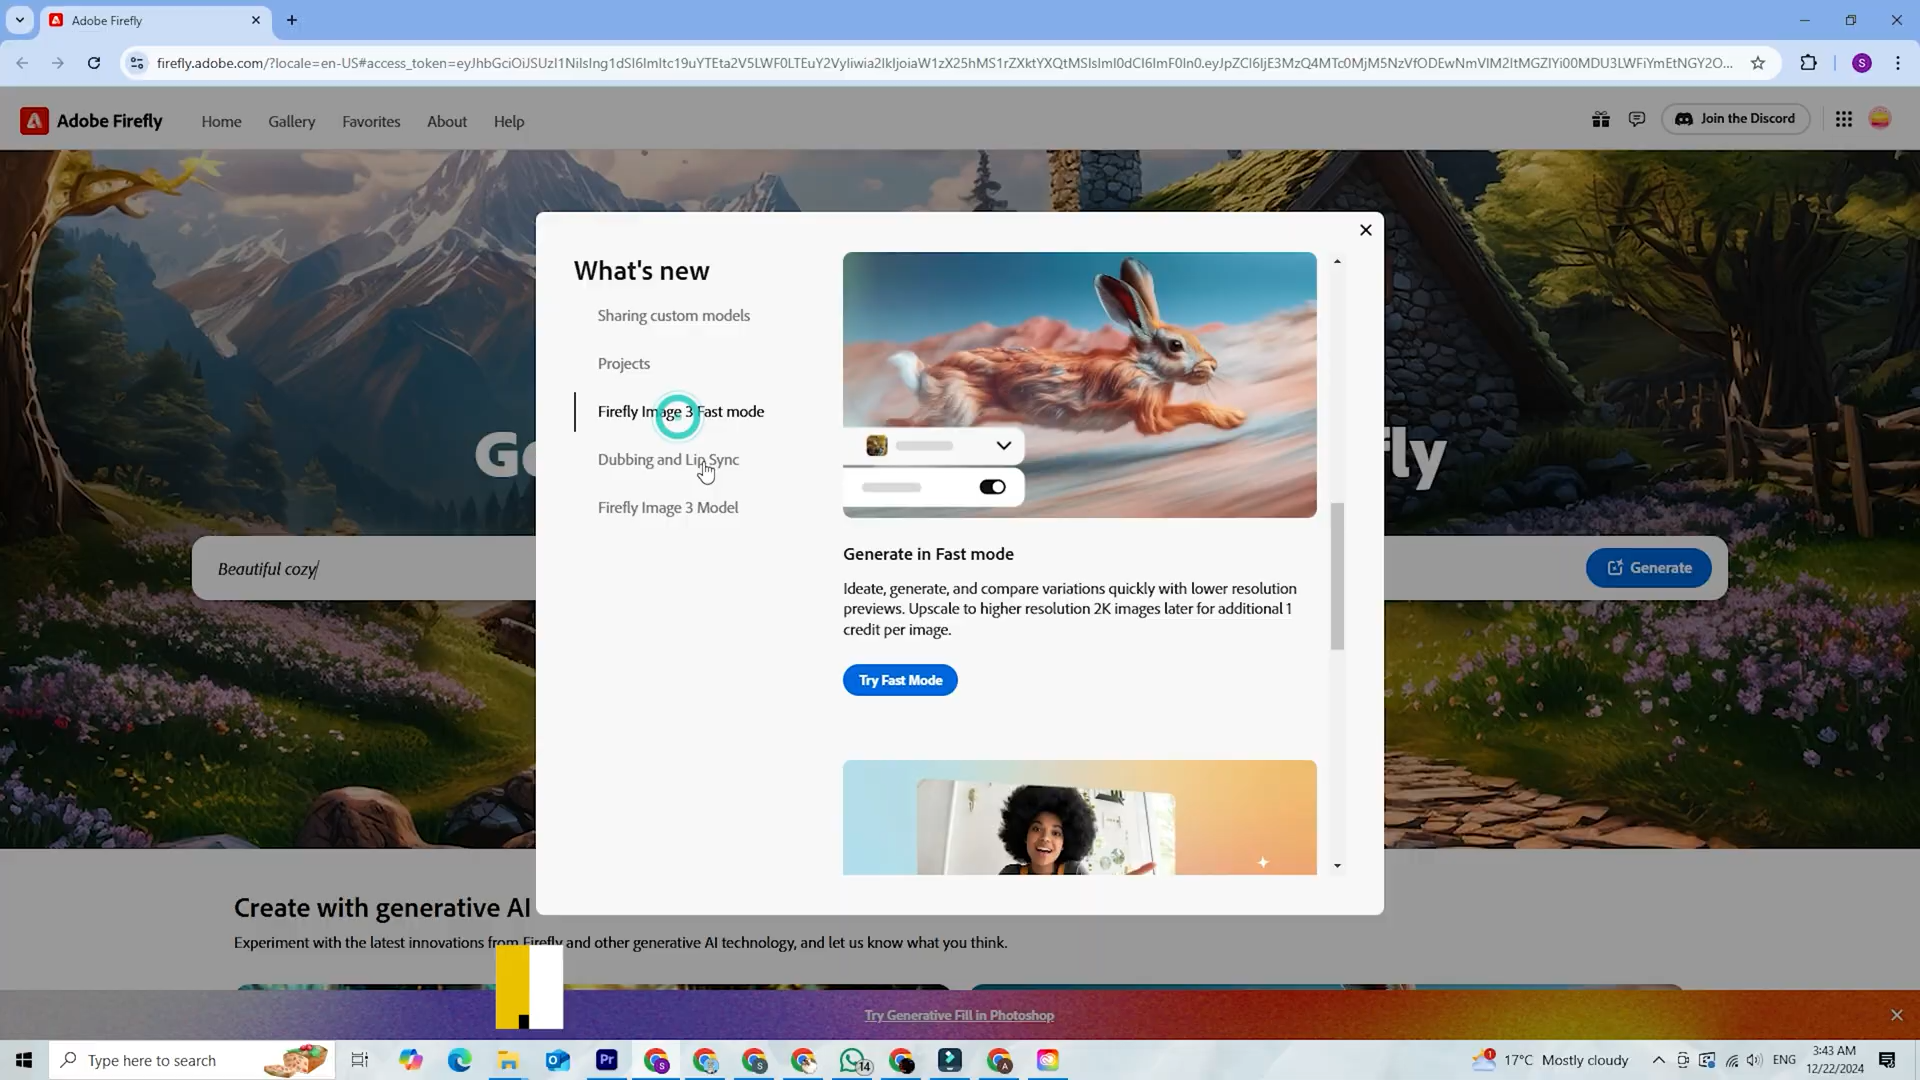 Adobe Firefly
firefly.adobe.com/?locale=en-US#access_token=
Adobe Firefly
Home
Gallery
Favorites
About
Help
Join the Discord
Ge
fly
What's new
Sharing custom models
Projects
Firefly Image 3 Fast mode
Dubbing and Lip Sync
Firefly Image 3 Model
Generate in Fast mode
Ideate, generate, and compare variations quickly with lower resolution
previews. Upscale to higher resolution 2K images later for additional 1
credit per image.
Try Fast Mode
Beautiful cozy
Generate
Create with generative AI
Experiment with the latest innovations from Firefly and other generative AI technology, and let us know what you think.
Try Generative Fill in Photoshop
Type here to search
Pr
14
1
17°C Mostly cloudy
ENG
3:43 AM
12/22/2024